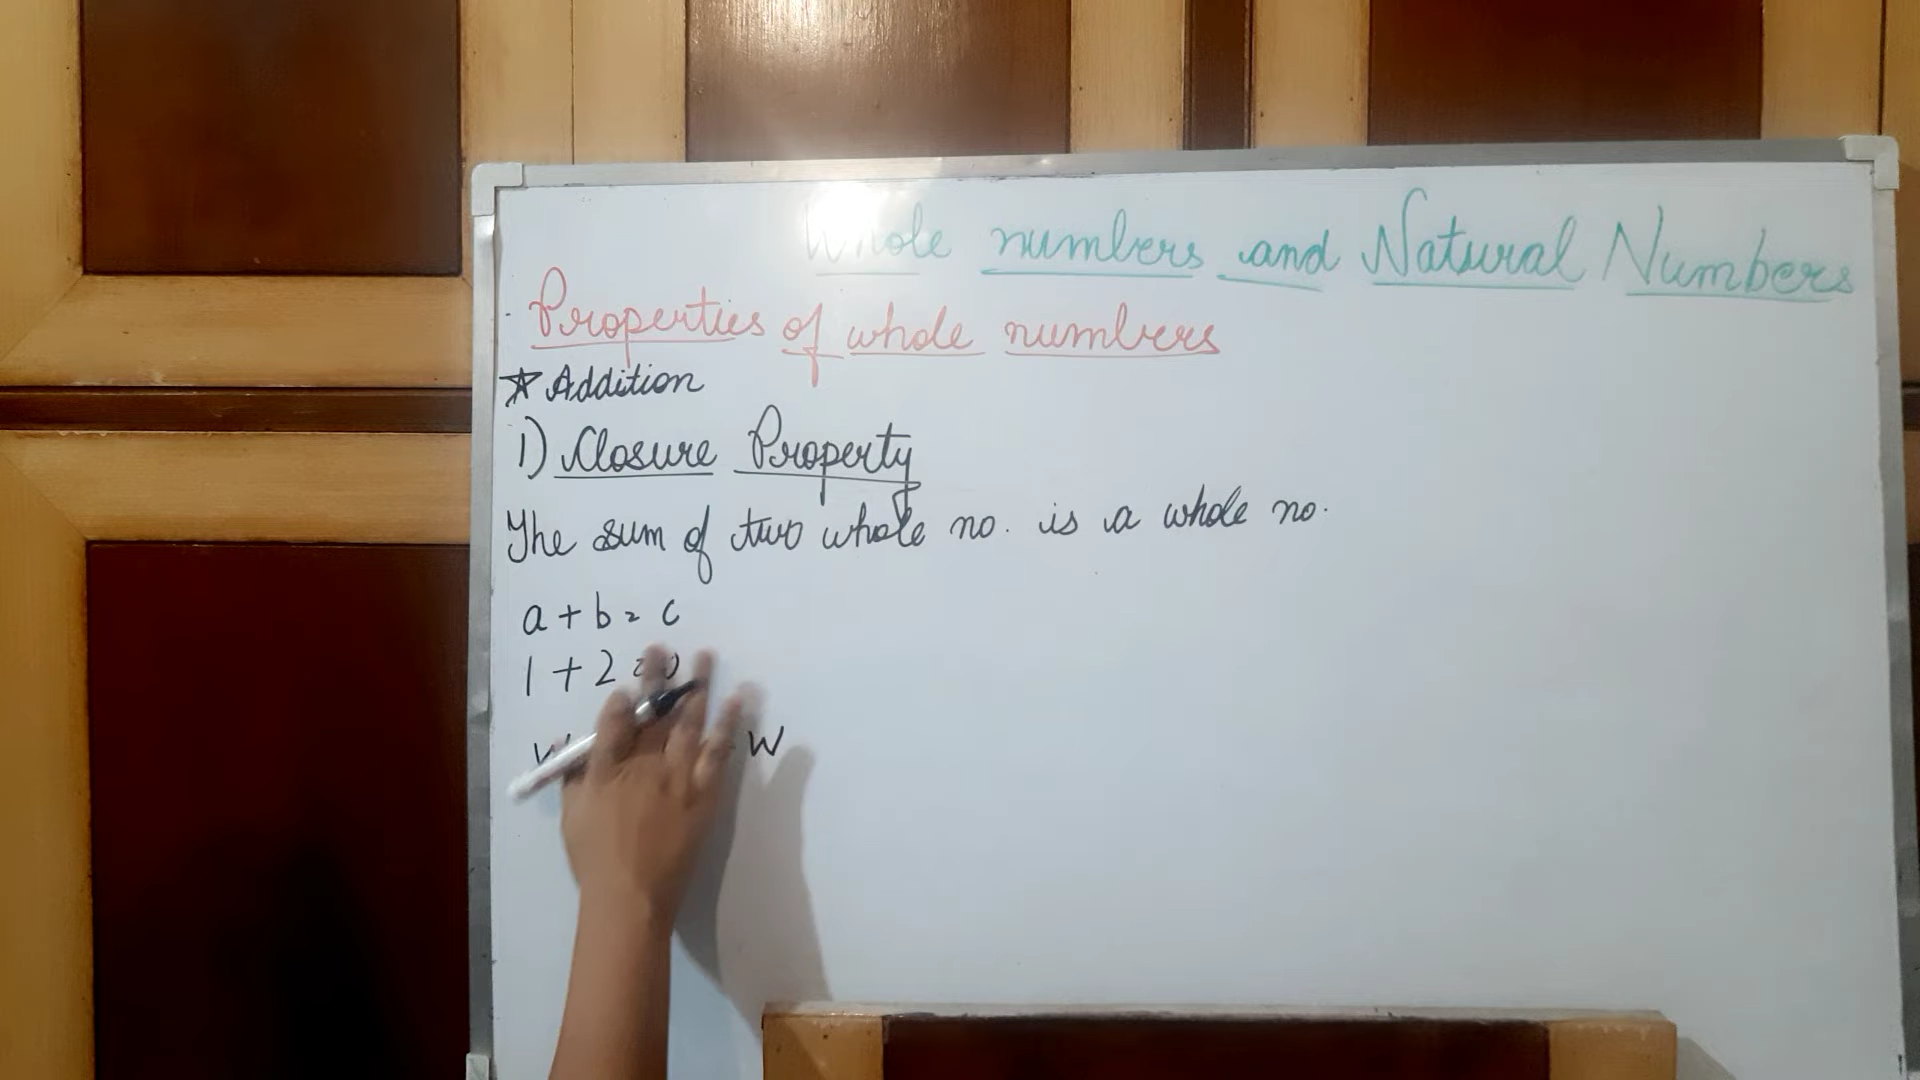 Whole numbers and Natural Numbers
Properties of whole numbers
☆ Addition
1) Closure Property
The sum of two whole no. is a whole no.
a + b = c
1 + 2 =
W W